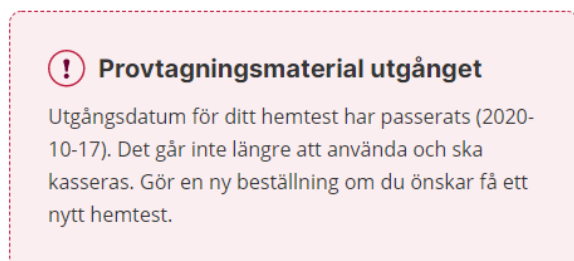 Provtagningsmaterial utgånget
Utgångsdatum för ditt hemtest har passerats (2020-
10-17). Det går inte längre att använda och ska
kasseras. Gör en ny beställning om du önskar få ett
nytt hemtest.